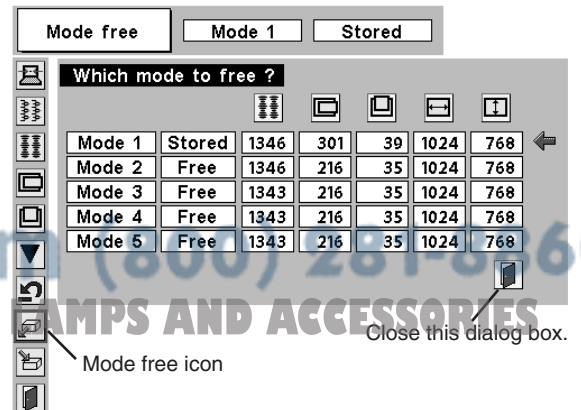 Mode free Mode 1 Stored
Which mode to free ?
Mode 1 Stored 1346 301 39 1024 768
Mode 2 Free 1346 216 35 1024 768
Mode 3 Free 1343 216 35 1024 768
Mode 4 Free 1343 216 35 1024 768
Mode 5 Free 1343 216 35 1024 768
(800) 281-886
AMPS AND ACCESSORIES
Close this dialog box.
Mode free icon